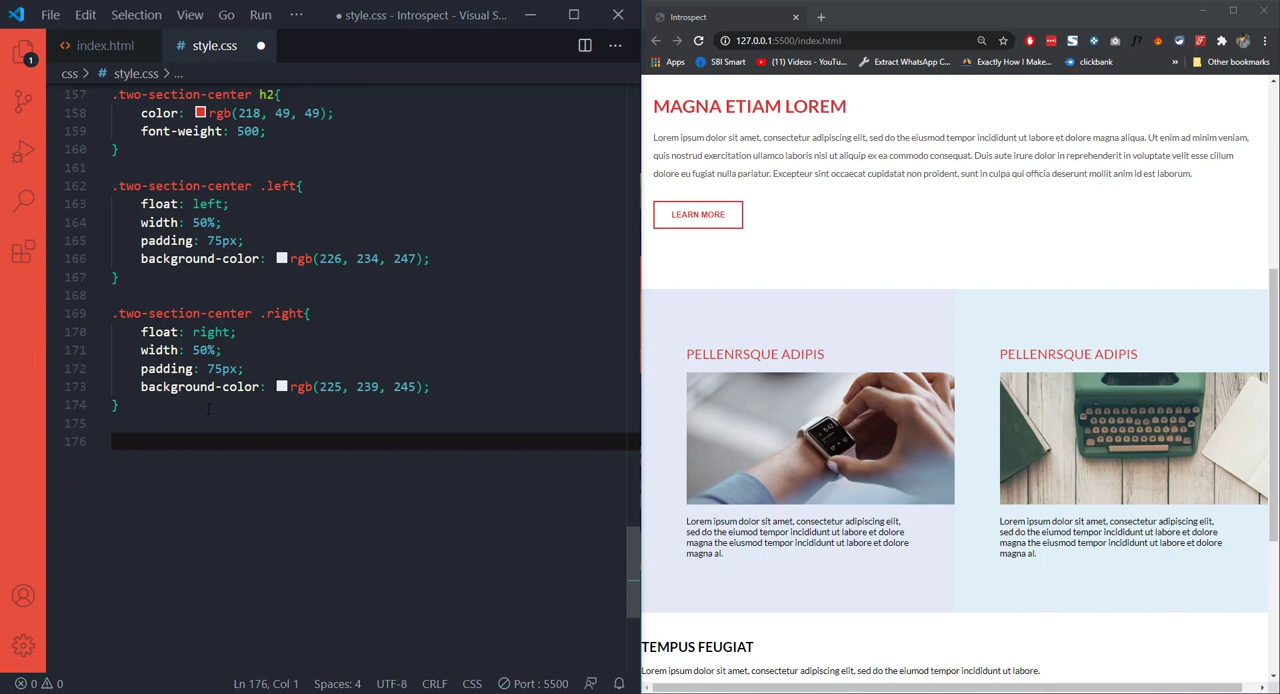 File Edit Selection View Go Run ··· ● style.css - Introspect - Visual S...
<> index.html # style.css ●
css > # style.css > ...
157 .two-section-center h2{
158 color: rgb(218, 49, 49);
159 font-weight: 500;
160 }
161
162 .two-section-center .left{
163 float: left;
164 width: 50%;
165 padding: 75px;
166 background-color: rgb(226, 234, 247);
167 }
168
169 .two-section-center .right{
170 float: right;
171 width: 50%;
172 padding: 75px;
173 background-color: rgb(225, 239, 245);
174 }
175
176
1
0 0 Ln 176, Col 1 Spaces: 4 UTF-8 CRLF CSS Port : 5500
Introspect
127.0.0.1:5500/index.html
Apps SBI Smart (11) Videos - YouTu... Extract WhatsApp C... Exactly How I Make... clickbank » Other bookmarks
MAGNA ETIAM LOREM
Lorem ipsum dolor sit amet, consectetur adipiscing elit, sed do the eiusmod tempor incididunt ut labore et dolore magna aliqua. Ut enim ad minim veniam,
quis nostrud exercitation ullamco laboris nisi ut aliquip ex ea commodo consequat. Duis aute irure dolor in reprehenderit in voluptate velit esse cillum
dolore eu fugiat nulla pariatur. Excepteur sint occaecat cupidatat non proident, sunt in culpa qui officia deserunt mollit anim id est laborum.
LEARN MORE
PELLENRSQUE ADIPIS
Lorem ipsum dolor sit amet, consectetur adipiscing elit,
sed do the eiusmod tempor incididunt ut labore et dolore
magna the eiusmod tempor incididunt ut labore et dolore
magna al.
PELLENRSQUE ADIPIS
Lorem ipsum dolor sit amet, consectetur adipiscing elit,
sed do the eiusmod tempor incididunt ut labore et dolore
magna the eiusmod tempor incididunt ut labore et dolore
magna al.
TEMPUS FEUGIAT
Lorem ipsum dolor sit amet, consectetur adipiscing elit, sed do the eiusmod tempor incididunt ut labore.